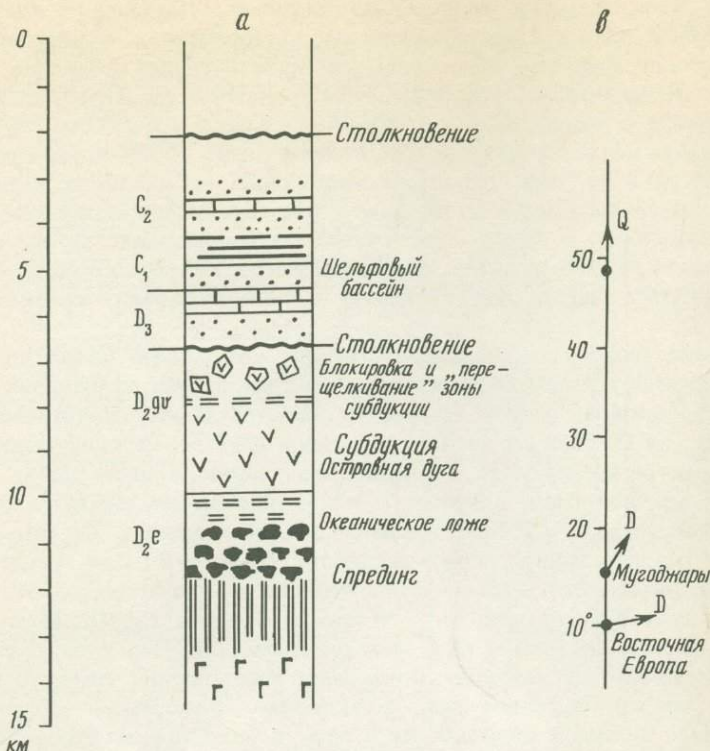 а
в
0
5
10
15
км
C₂
C₁
D₃
D₂gv
D₂e
Столкновение
Шельфовый
бассейн
Столкновение
Блокировка и „пере-
щелкивание" зоны
субдукции
Субдукция
Островная дуга
Океаническое ложе
Спрединг
Q
50
40
30
20
D
Мугоджары
D
10°
Восточная
Европа